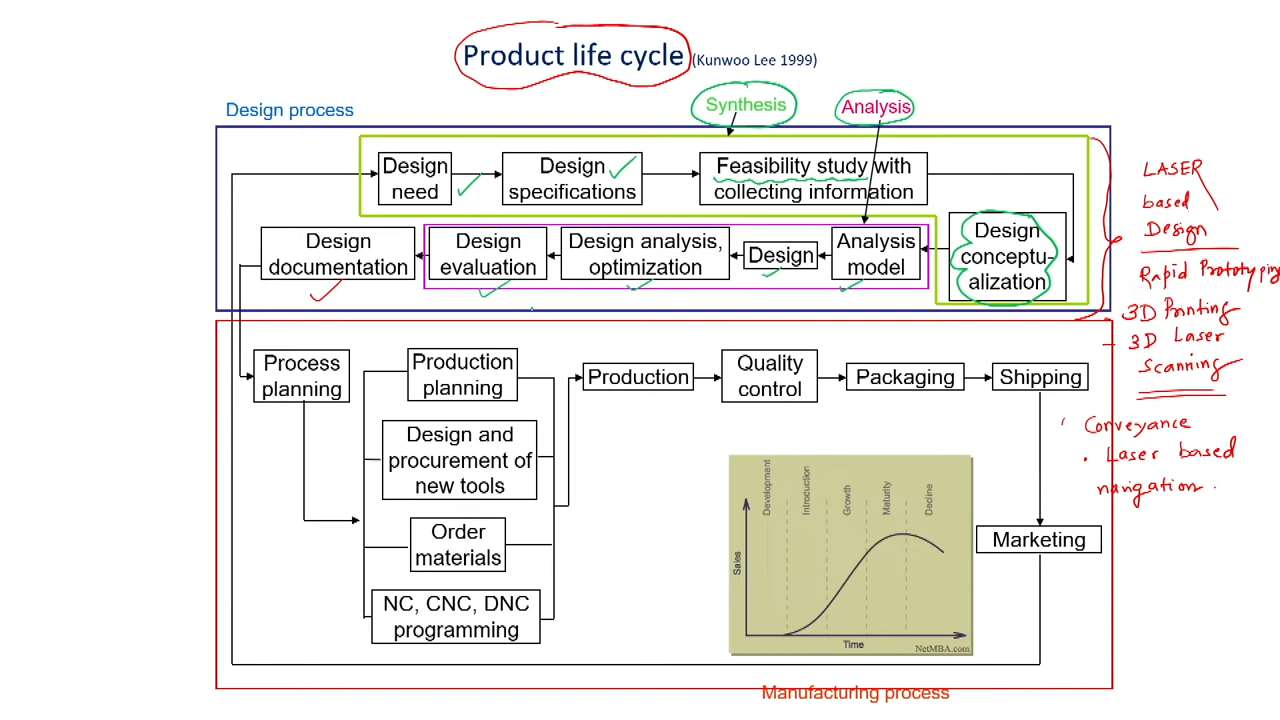 Product life cycle (Kunwoo Lee 1999)
Design process
Synthesis
Analysis
Design
need
Design
specifications
Feasibility study with
collecting information
Design
conceptu-
alization
Analysis
model
Design
Design analysis,
optimization
Design
evaluation
Design
documentation
LASER
based
Design
Rapid Prototyping
3D Printing
3D Laser
Scanning
Conveyance
Laser based
navigation.
Process
planning
Production
planning
Design and
procurement of
new tools
Order
materials
NC, CNC, DNC
programming
Production
Quality
control
Packaging
Shipping
Marketing
Development
Introduction
Growth
Maturity
Decline
Sales
Time
NetMBA.com
Manufacturing process